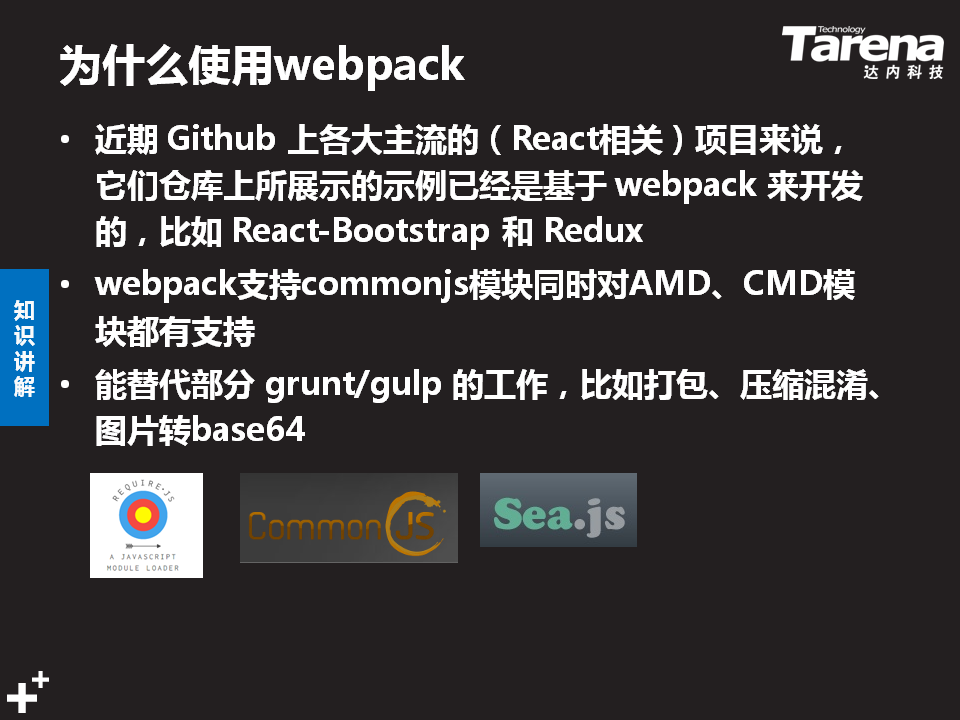 为什么使用webpack
Technology
Tarena
达内科技
• 近期 Github 上各大主流的（React相关）项目来说，
它们仓库上所展示的示例已经是基于 webpack 来开发
的，比如 React-Bootstrap 和 Redux
• webpack支持commonjs模块同时对AMD、CMD模
块都有支持
• 能替代部分 grunt/gulp 的工作，比如打包、压缩混淆、
图片转base64
知
识
讲
解
REQUIRE.JS
A JAVASCRIPT
MODULE LOADER
CommonJS
Sea.js